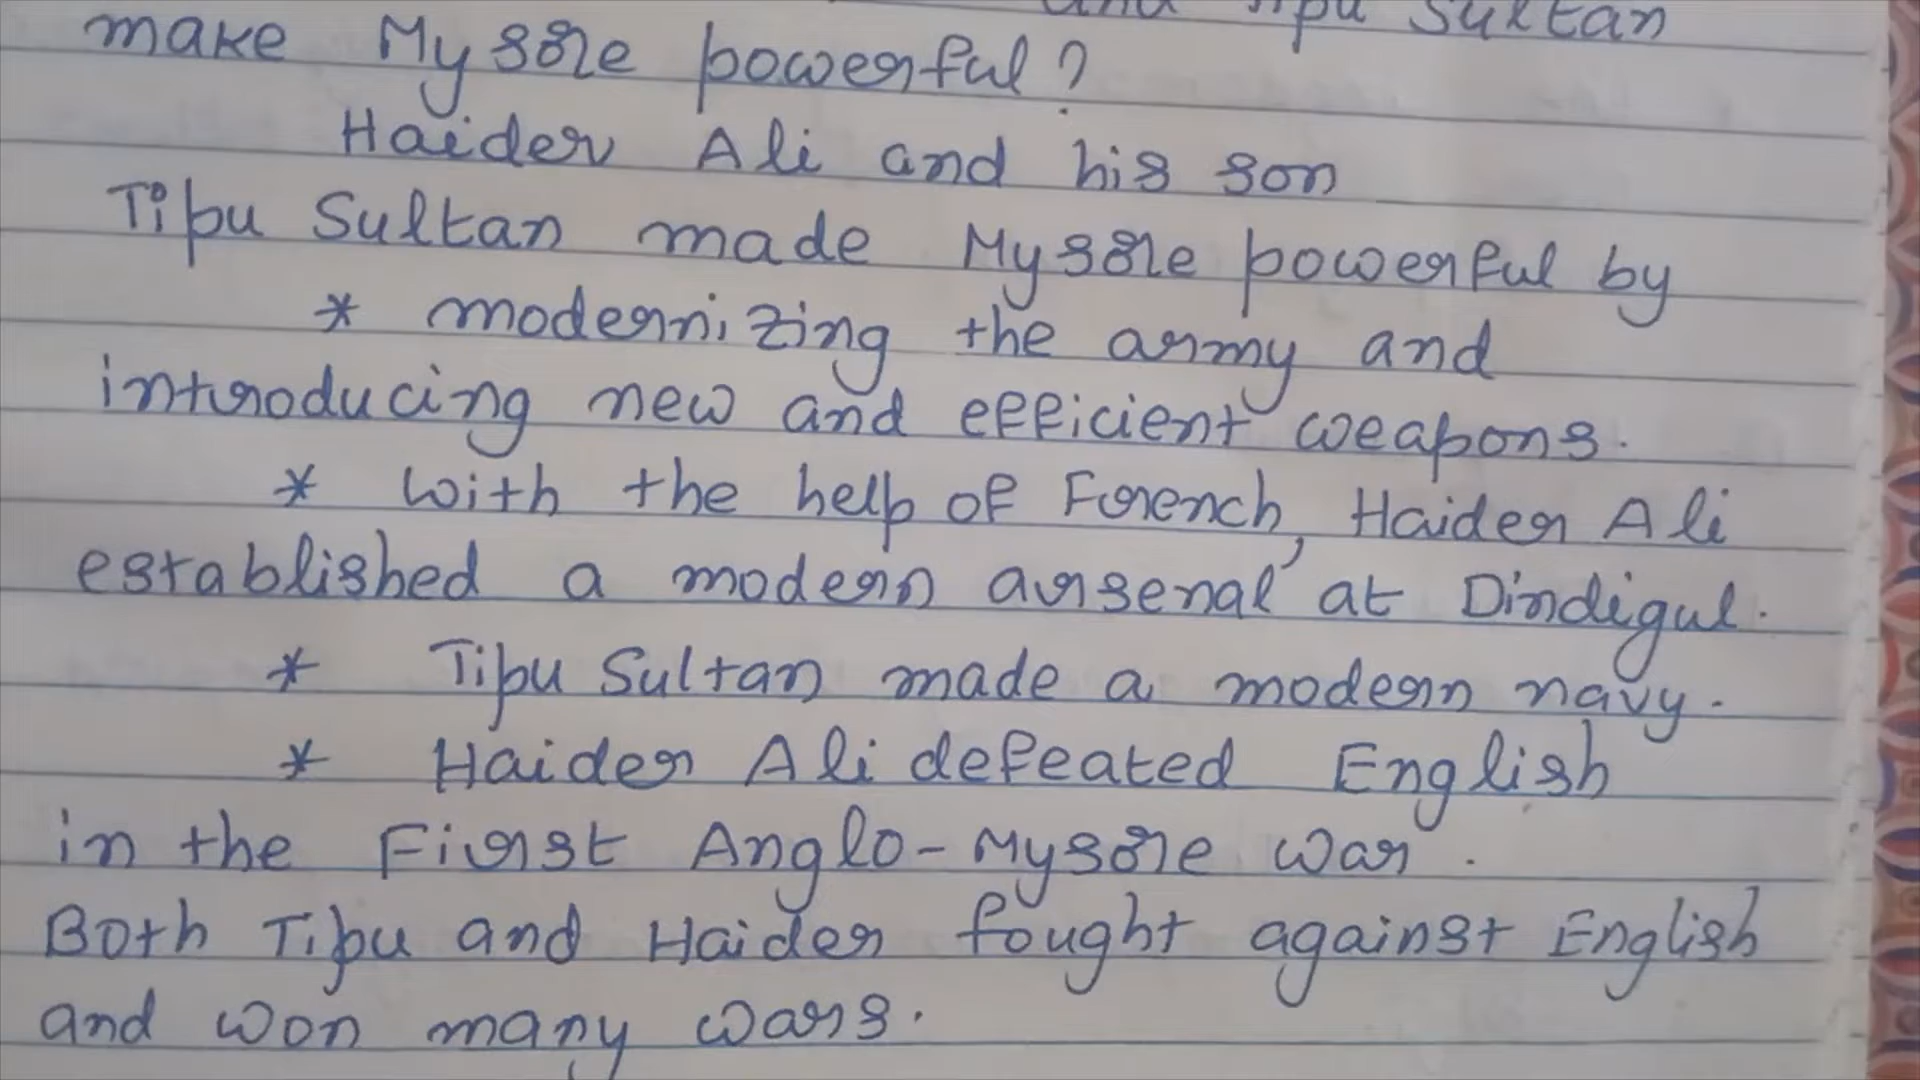 and Tipu Sultan
make Mysore powerful?
Haider Ali and his son
Tipu Sultan made Mysore powerful by
* modernizing the army and
introducing new and efficient weapons.
* With the help of French, Haider Ali
established a modern arsenal at Dindigul.
* Tipu Sultan made a modern navy.
* Haider Ali defeated English
in the First Anglo-Mysore war.
Both Tipu and Haider fought against English
and won many wars.